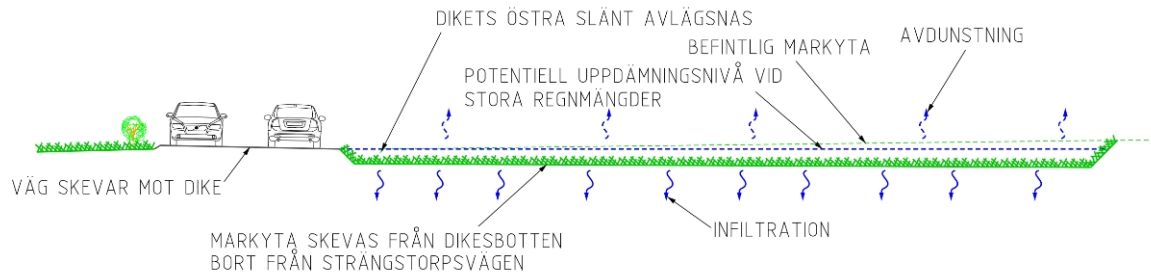 DIKETS ÖSTRA SLÄNT AVLÄGSNAS
AVDUNSTNING
BEFINTLIG MARKYTA
POTENTIELL UPPDÄMNINGSNIVÅ VID
STORA REGNMÄNGDER
VÄG SKEVAR MOT DIKE
INFILTRATION
MARKYTA SKEVAS FRÅN DIKESBOTTEN
BORT FRÅN STRÄNGSTORPSVÄGEN